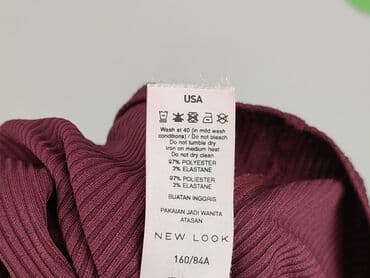 USA
Wash at 40 (in mild wash
conditions) / Do not bleach
Do not tumble dry
iron on medium heat
Do not dry clean
97% POLYESTER
3% ELASTANE
97% POLIESTER
3% ELASTANE
BUATAN INGGRIS
PAKAIAN JADI WANITA
ATASAN
NEW LOOK
160/84A